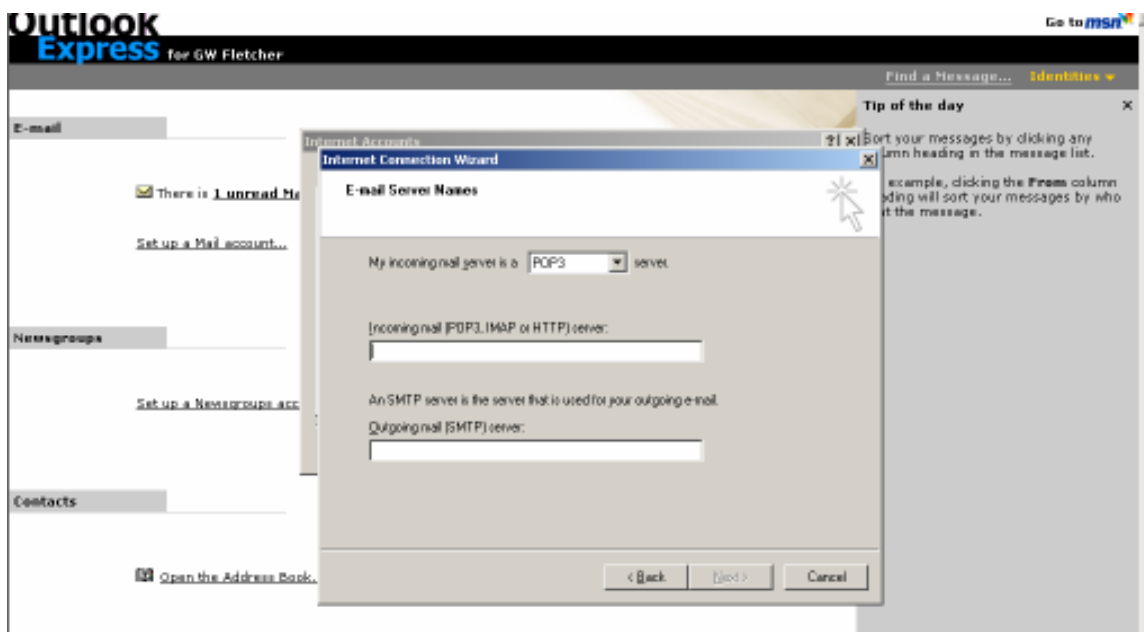 Outlook
Go to msn
Express for GW Fletcher
Find a Message... Identities
Tip of the day
E-mail
Internet Accounts
Sort your messages by clicking any
heading in the message list.
Internet Connection Wizard
E-mail Server Names
example, clicking the From column
will sort your messages by who
the message.
There is 1 unread
Set up a Mail account...
My incoming mail server is a POP3 server.
Newsgroups
Incoming mail (POP3, IMAP or HTTP) server:
Set up a Newsgroups
An SMTP server is the server that is used for your outgoing e-mail.
Outgoing mail (SMTP) server:
Contacts
Open the Address Book.
< Back Next > Cancel